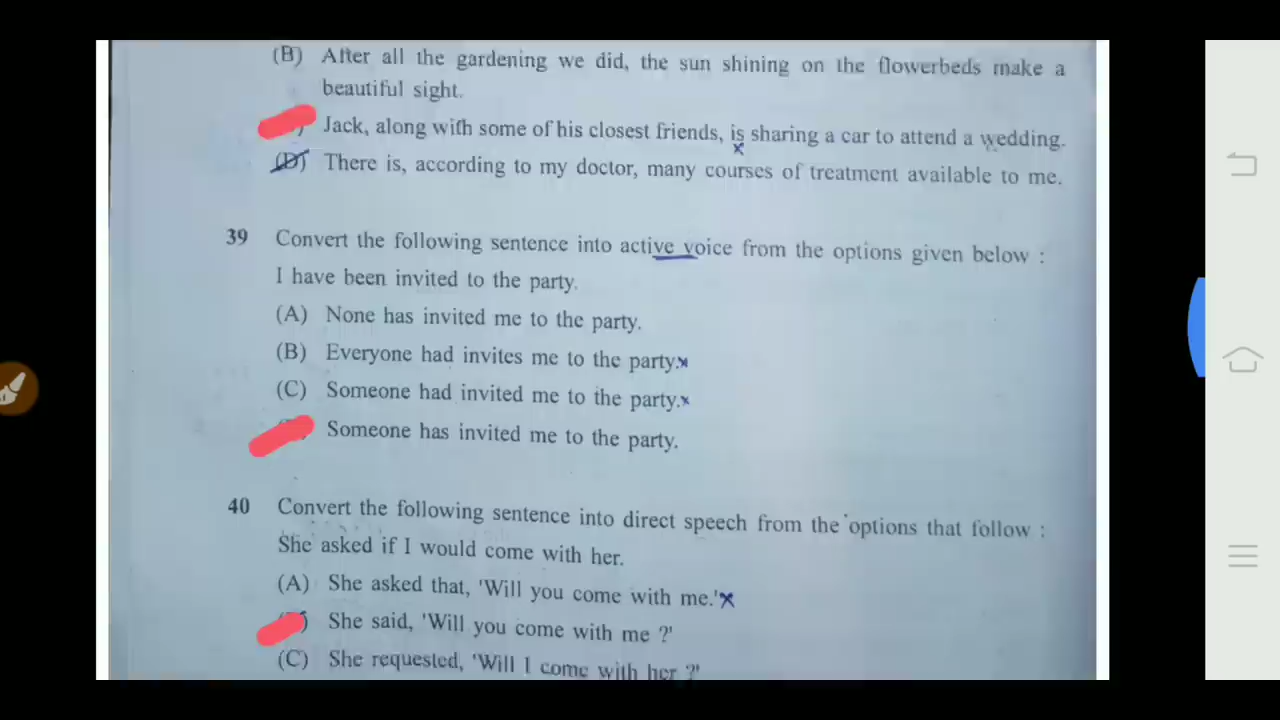 (B) After all the gardening we did, the sun shining on the flowerbeds make a
beautiful sight.
Jack, along with some of his closest friends, is sharing a car to attend a wedding.
(D) There is, according to my doctor, many courses of treatment available to me.
39 Convert the following sentence into active voice from the options given below :
I have been invited to the party.
(A) None has invited me to the party.
(B) Everyone had invites me to the party.
(C) Someone had invited me to the party.
Someone has invited me to the party.
40 Convert the following sentence into direct speech from the options that follow :
She asked if I would come with her.
(A) She asked that, 'Will you come with me.'
She said, 'Will you come with me ?'
(C) She requested, 'Will I come with her ?'